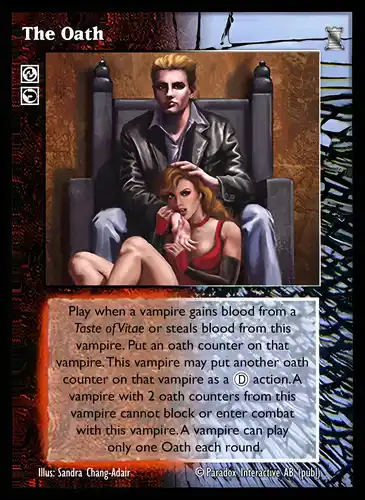 The Oath
Play when a vampire gains blood from a
Taste of Vitae or steals blood from this
vampire. Put an oath counter on that
vampire. This vampire may put another oath
counter on that vampire as a Ⓓ action. A
vampire with 2 oath counters from this
vampire cannot block or enter combat
with this vampire. A vampire can play
only one Oath each round.
Illus: Sandra Chang-Adair
© Paradox Interactive AB. (publ)